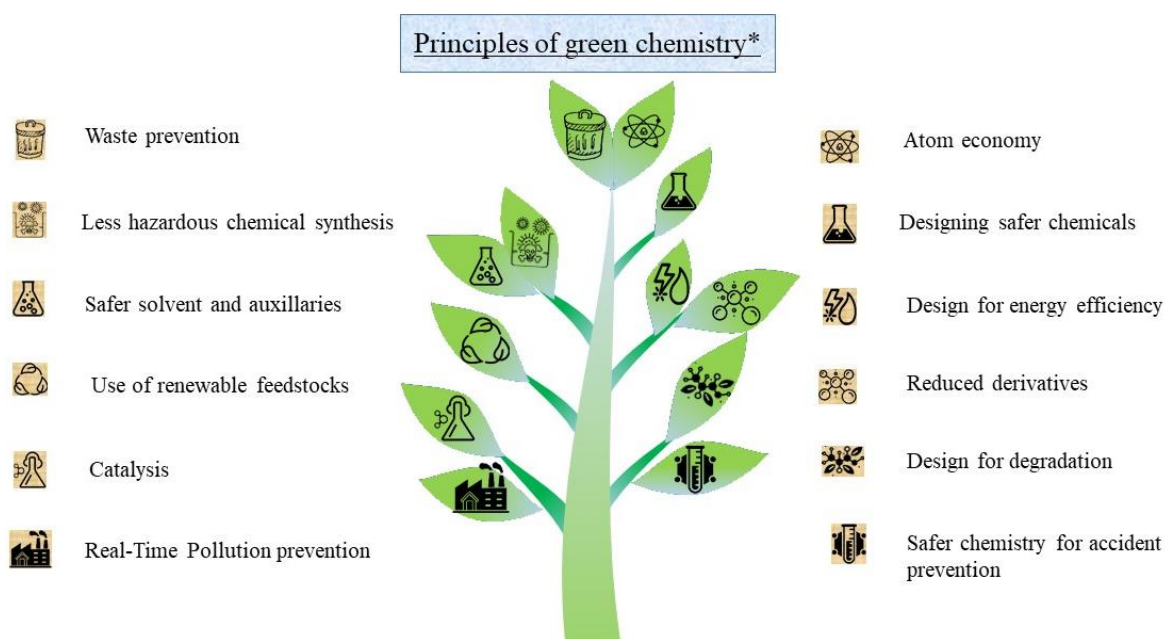 Principles of green chemistry*
Waste prevention
Atom economy
Less hazardous chemical synthesis
Designing safer chemicals
Safer solvent and auxillaries
Design for energy efficiency
Use of renewable feedstocks
Reduced derivatives
Catalysis
Design for degradation
Real-Time Pollution prevention
Safer chemistry for accident
prevention